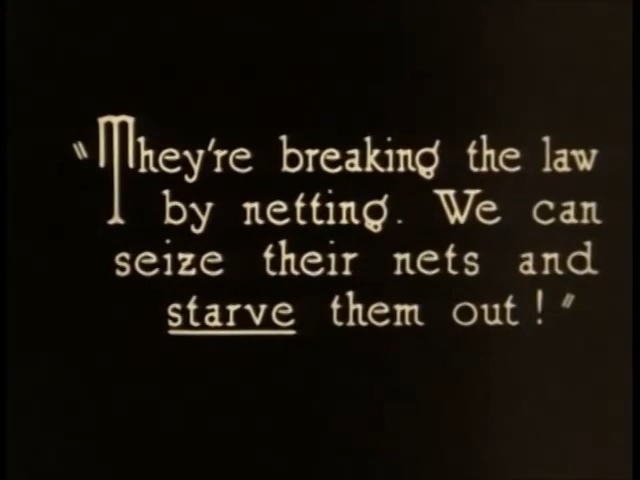 "They're breaking the law
by netting. We can
seize their nets and
starve them out!"